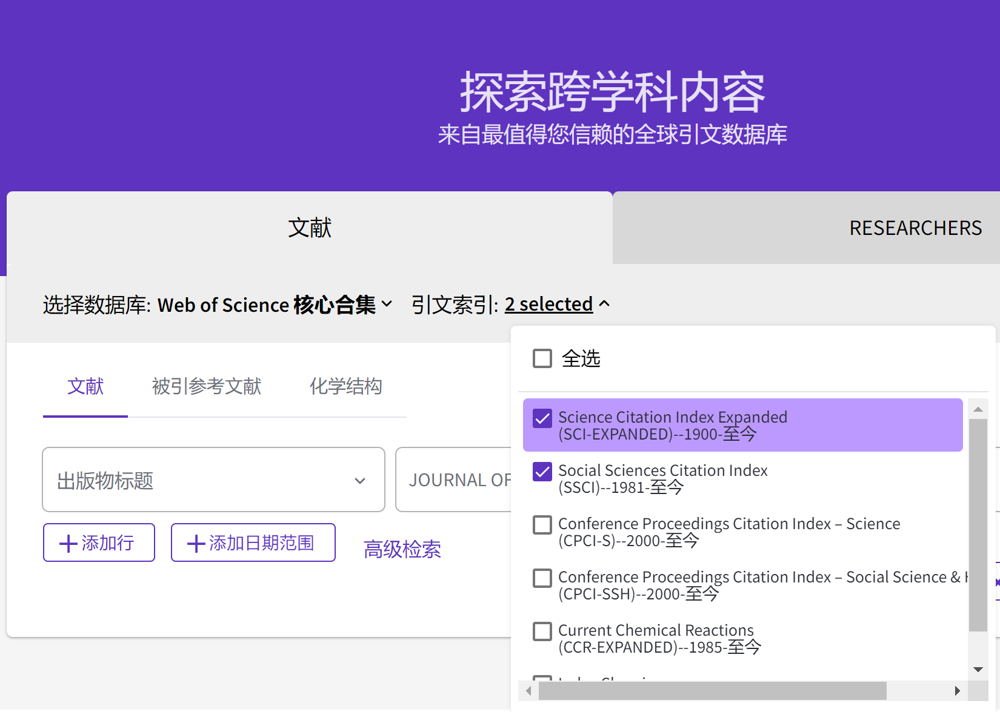 探索跨学科内容
来自最值得您信赖的全球引文数据库
文献
RESEARCHERS
选择数据库: Web of Science 核心合集 引文索引: 2 selected
全选
文献 被引参考文献 化学结构
Science Citation Index Expanded
(SCI-EXPANDED)--1900-至今
Social Sciences Citation Index
(SSCI)--1981-至今
出版物标题
JOURNAL OF
Conference Proceedings Citation Index – Science
(CPCI-S)--2000-至今
添加行 添加日期范围 高级检索
Conference Proceedings Citation Index – Social Science &
(CPCI-SSH)--2000-至今
Current Chemical Reactions
(CCR-EXPANDED)--1985-至今